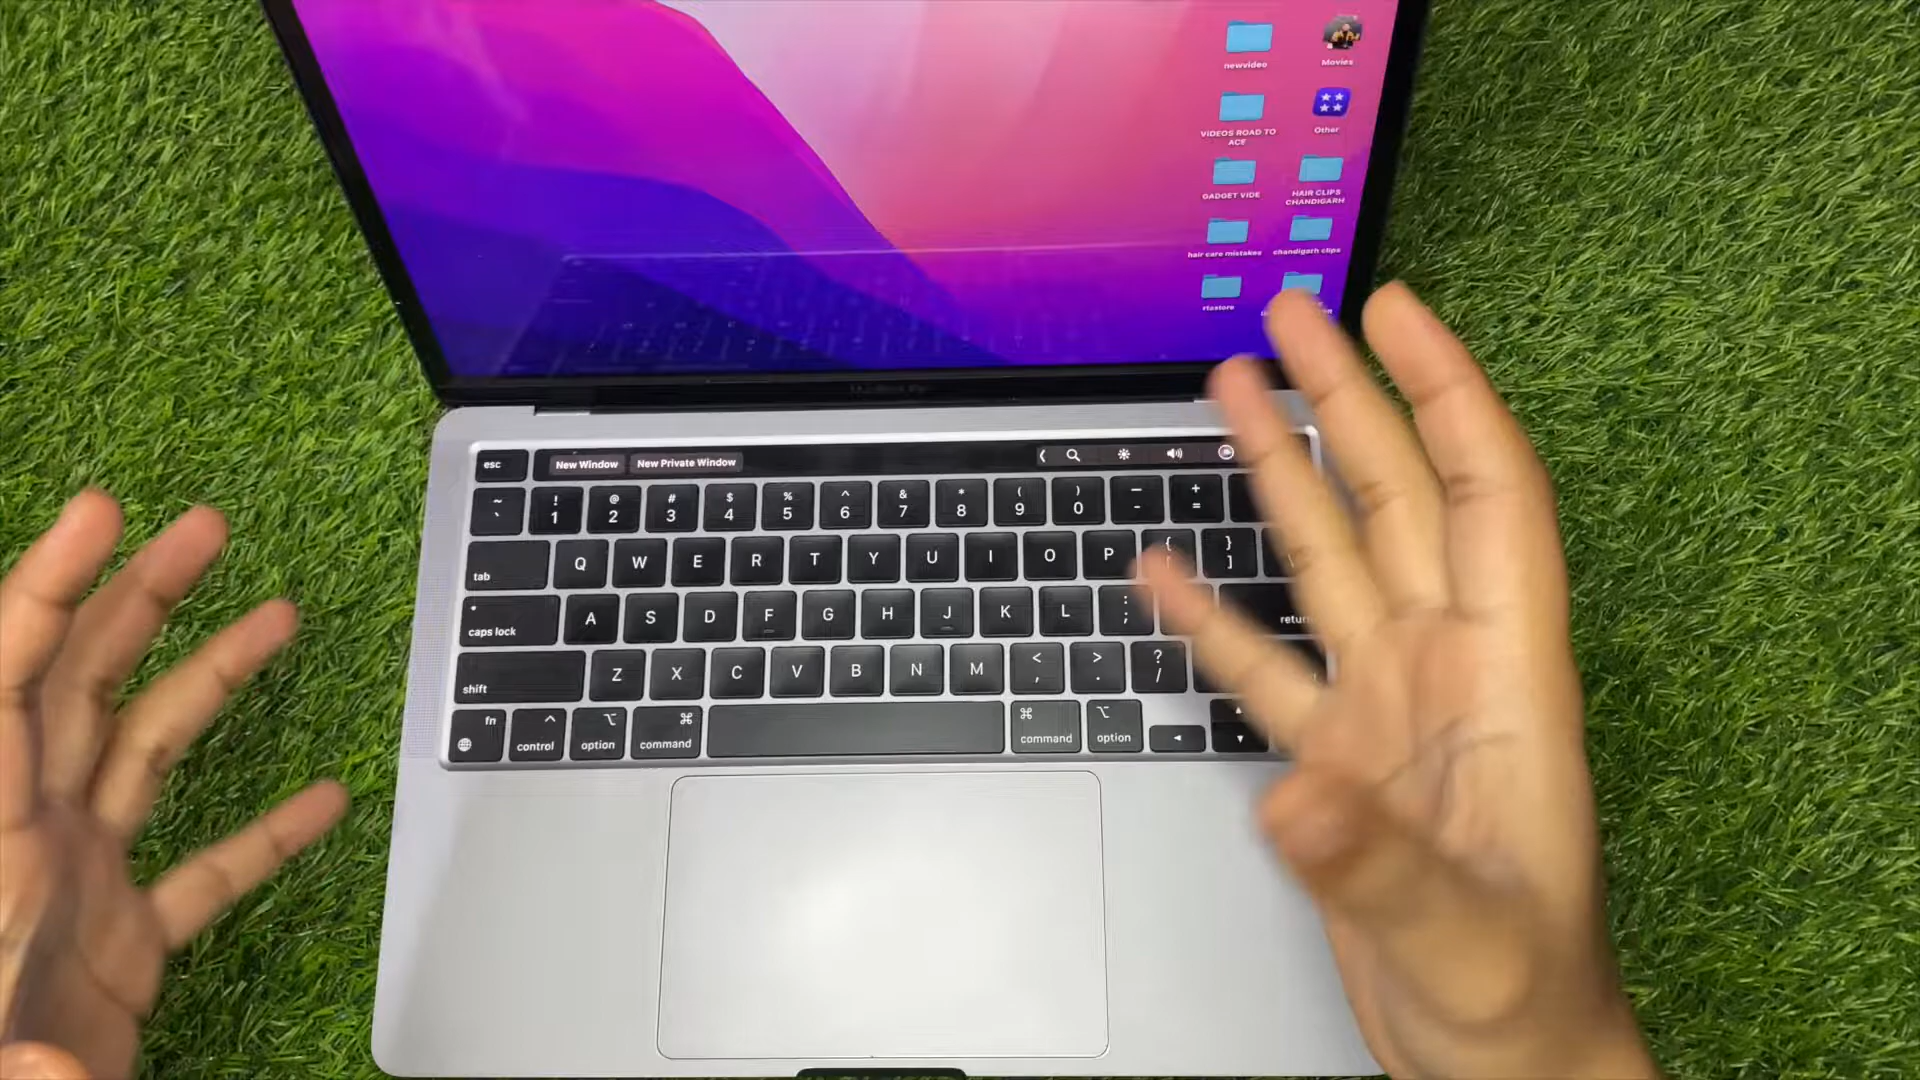 newvideo
Movies
ViDEOS ROAD TO
ACE
Other
GADGET VIDE
HAIR CLIPS
CHANDIGARH
hair care mistakes
chandigarh clips
rtastore
esc
New Window
New Private Window
~ ! @ # $ % ^ & * ( ) — +
` 1 2 3 4 5 6 7 8 9 0 - =
tab Q W E R T Y U I O P { [ } ] \
caps lock A S D F G H J K L : ;
return
shift Z X C V B N M < , > . ? /
fn ^ ⌥ ⌘ ⌘ ⌥
control option command command option